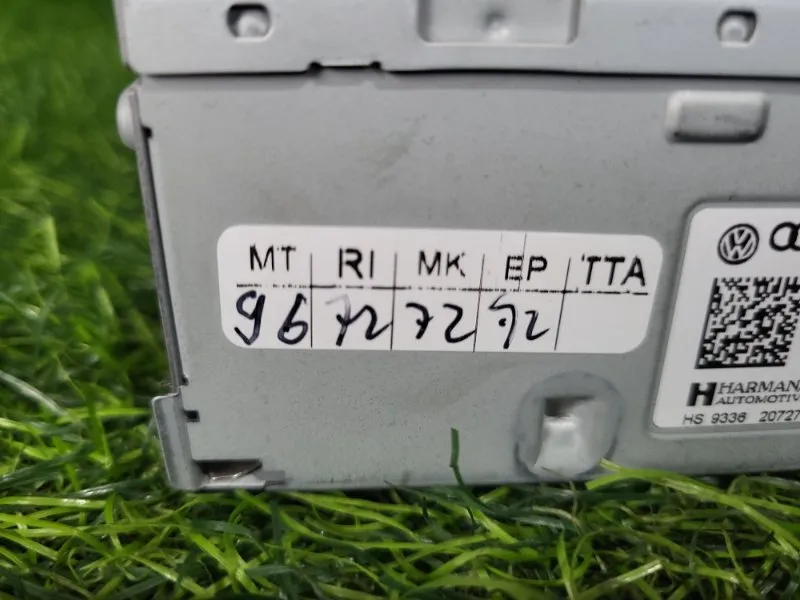 MT RI MK EP TTA
96 72 72 72
HARMAN
AUTOMOTIV
HS 9336 20727